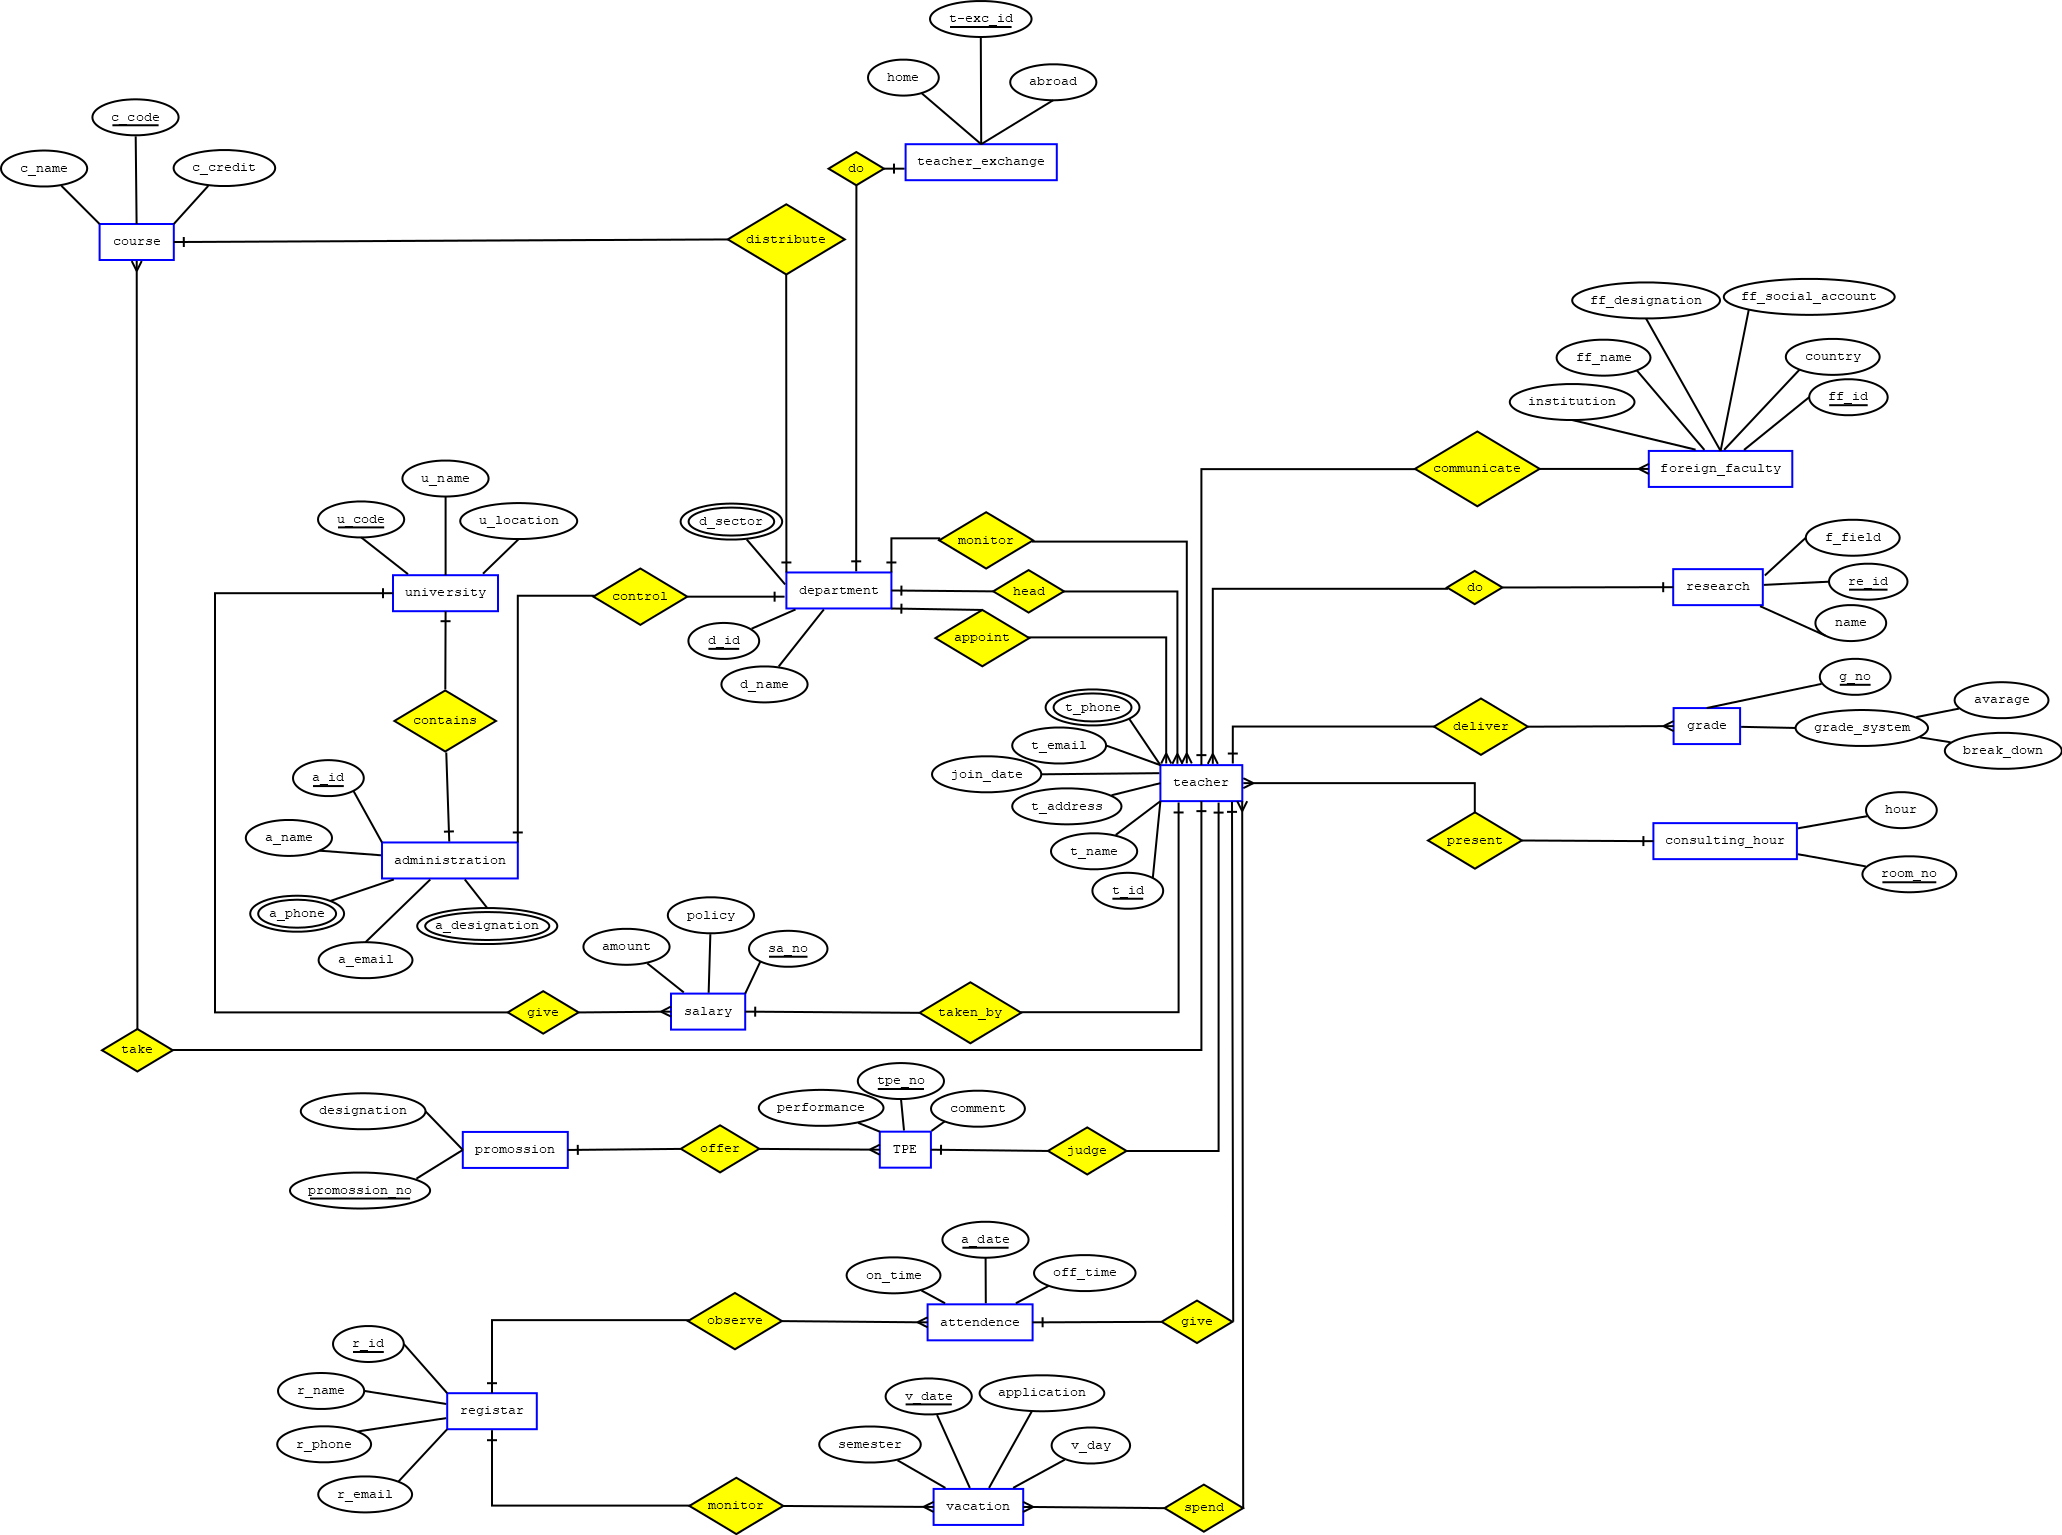 t-exc_id
home
abroad
c_code
c_name
c_credit
do
teacher_exchange
course
distribute
ff_designation
ff_social_account
ff_name
country
institution
ff_id
communicate
foreign_faculty
u_name
u_code
u_location
d_sector
monitor
f_field
university
control
department
head
do
research
re_id
name
d_id
appoint
d_name
g_no
contains
t_phone
deliver
grade
grade_system
avarage
break_down
t_email
join_date
teacher
t_address
a_id
a_name
administration
t_name
present
consulting_hour
hour
room_no
t_id
a_phone
a_designation
a_email
policy
amount
sa_no
give
salary
taken_by
take
tpe_no
designation
performance
comment
promossion
offer
TPE
judge
promossion_no
a_date
on_time
off_time
observe
attendence
give
r_id
r_name
registar
v_date
application
r_phone
semester
v_day
r_email
monitor
vacation
spend